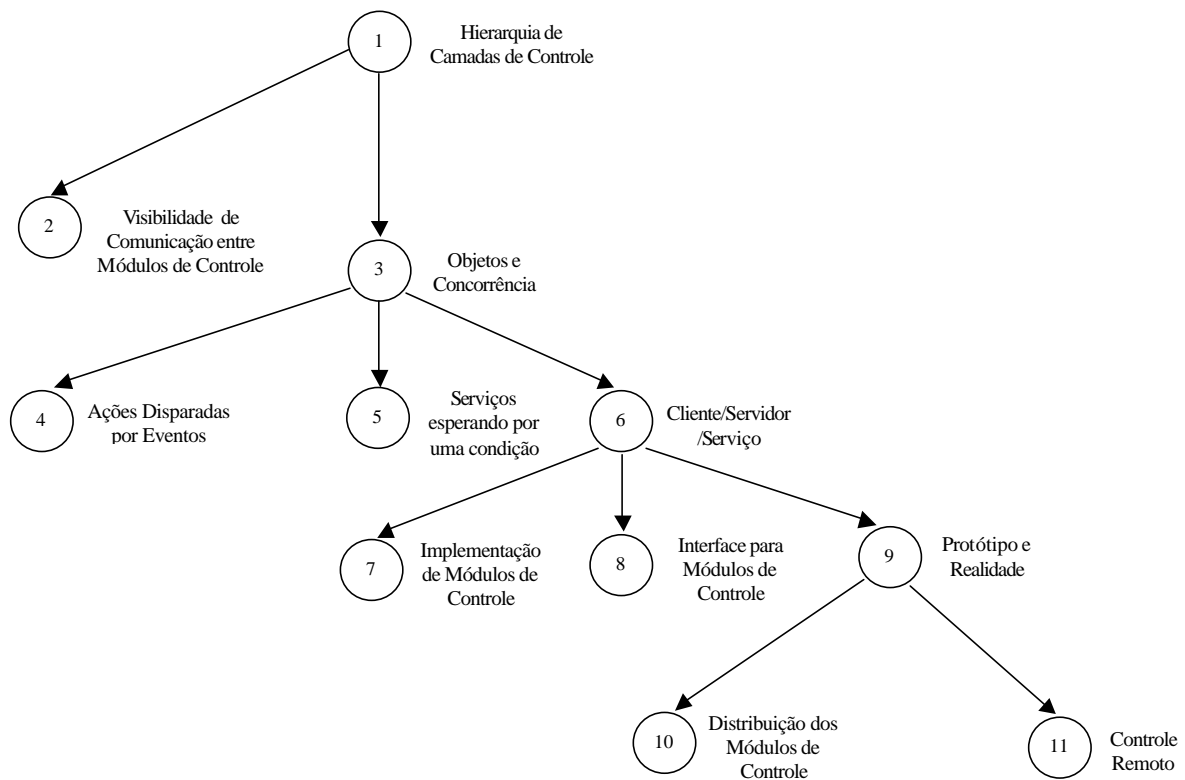 1
Hierarquia de
Camadas de Controle
2
Visibilidade de
Comunicação entre
Módulos de Controle
3
Objetos e
Concorrência
4
Ações Disparadas
por Eventos
5
Serviços
esperando por
uma condição
6
Cliente/Servidor
/Serviço
7
Implementação
de Módulos de
Controle
8
Interface para
Módulos de
Controle
9
Protótipo e
Realidade
10
Distribuição dos
Módulos de
Controle
11
Controle
Remoto